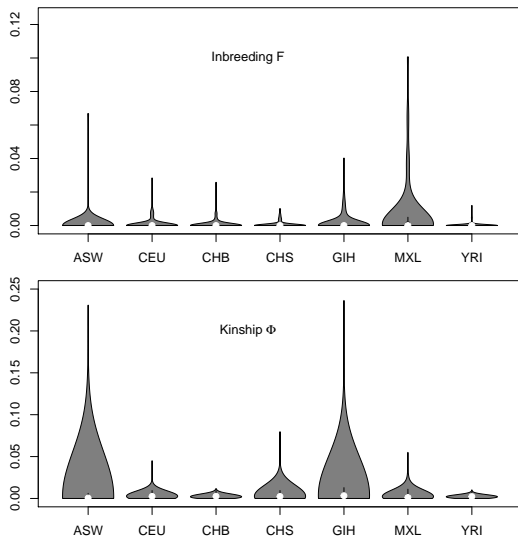 0.12
Inbreeding F
0.08
0.04
0.00
ASW CEU CHB CHS GIH MXL YRI
0.25
Kinship Φ
0.20
0.15
0.10
0.05
0.00
ASW CEU CHB CHS GIH MXL YRI